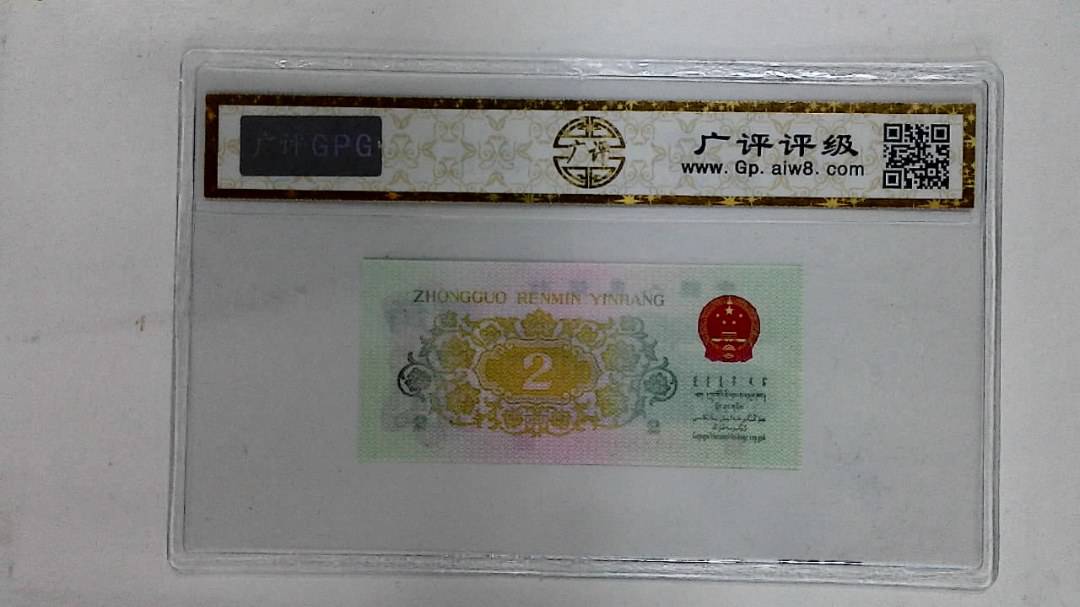 广评GPG
广评
广评评级
www.Gp.aiw8.com
ZHONGGUO RENMIN YINHANG
2
2
2